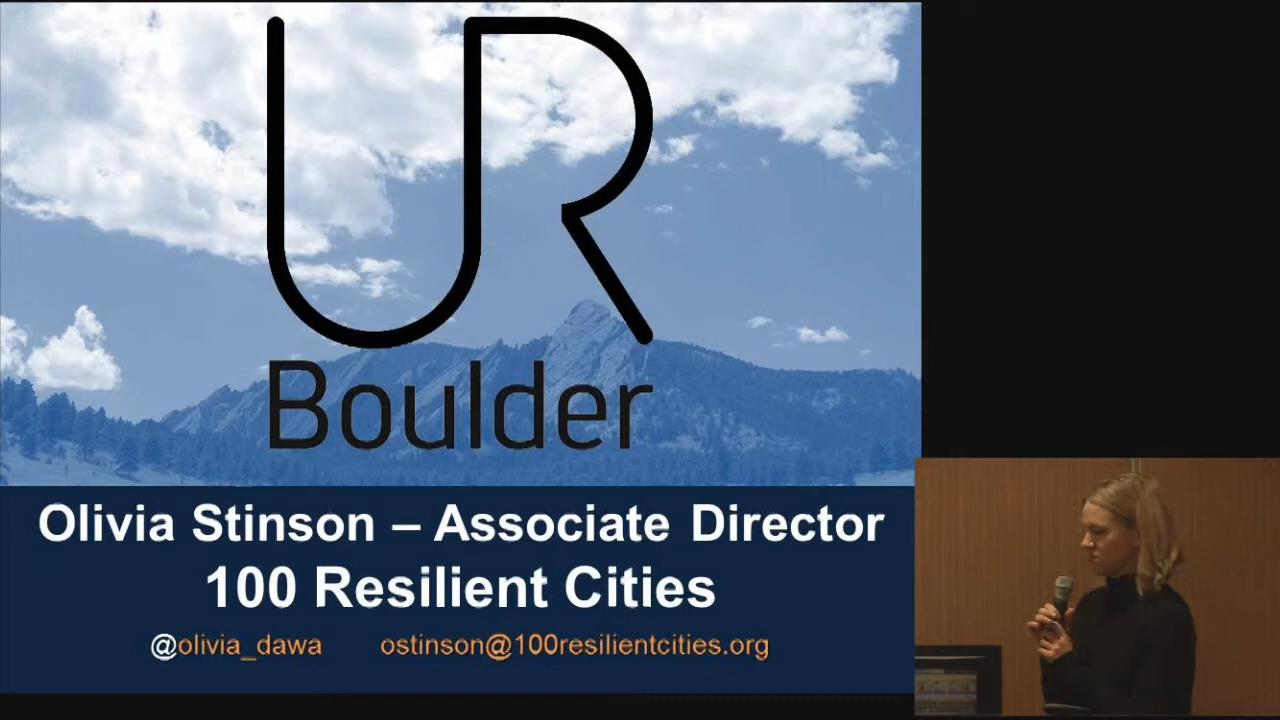 UR
Boulder
Olivia Stinson – Associate Director
100 Resilient Cities
@olivia_dawa ostinson@100resilientcities.org